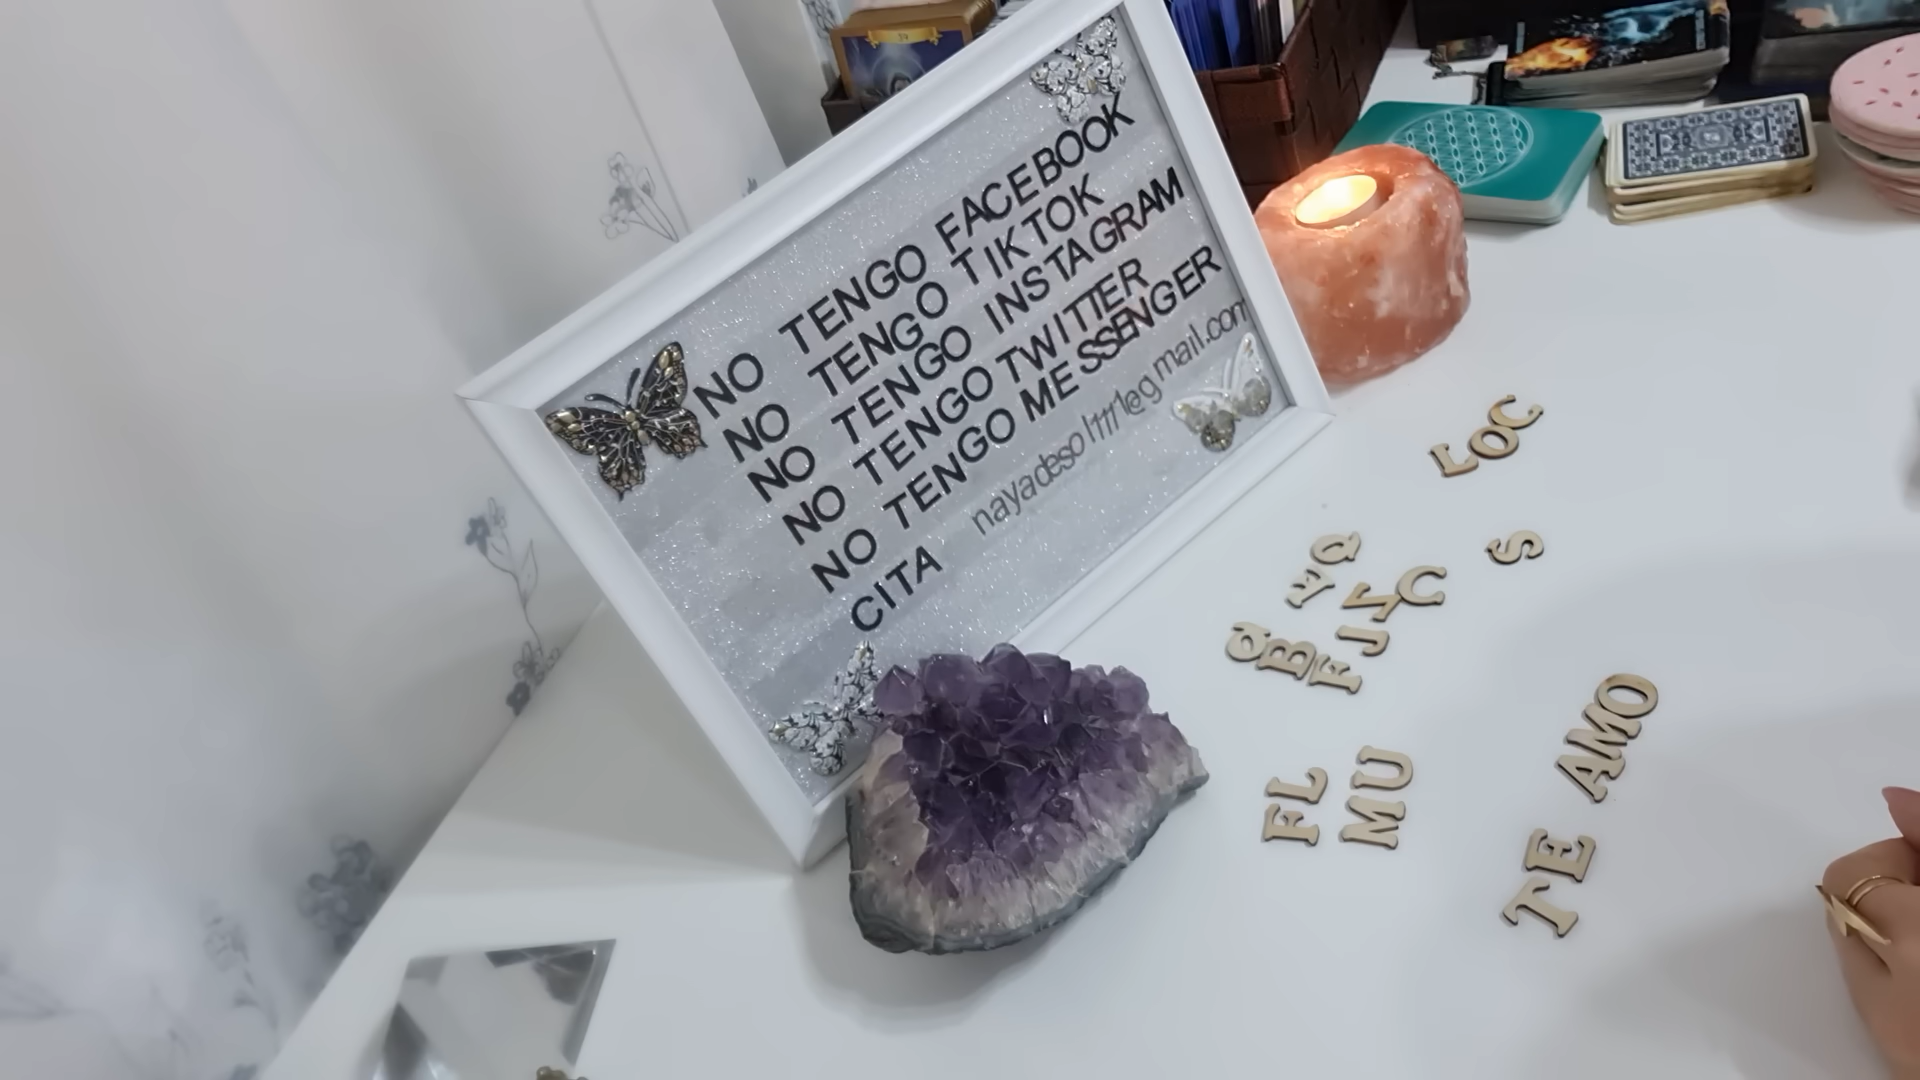 NO TENGO FACEBOOK
NO TENGO TIKTOK
NO TENGO INSTAGRAM
NO TENGO TWITTER
NO TENGO MESSENGER
CITA
LOC
S
Q
C
Q
B
F
J
FL
MU
TE AMO